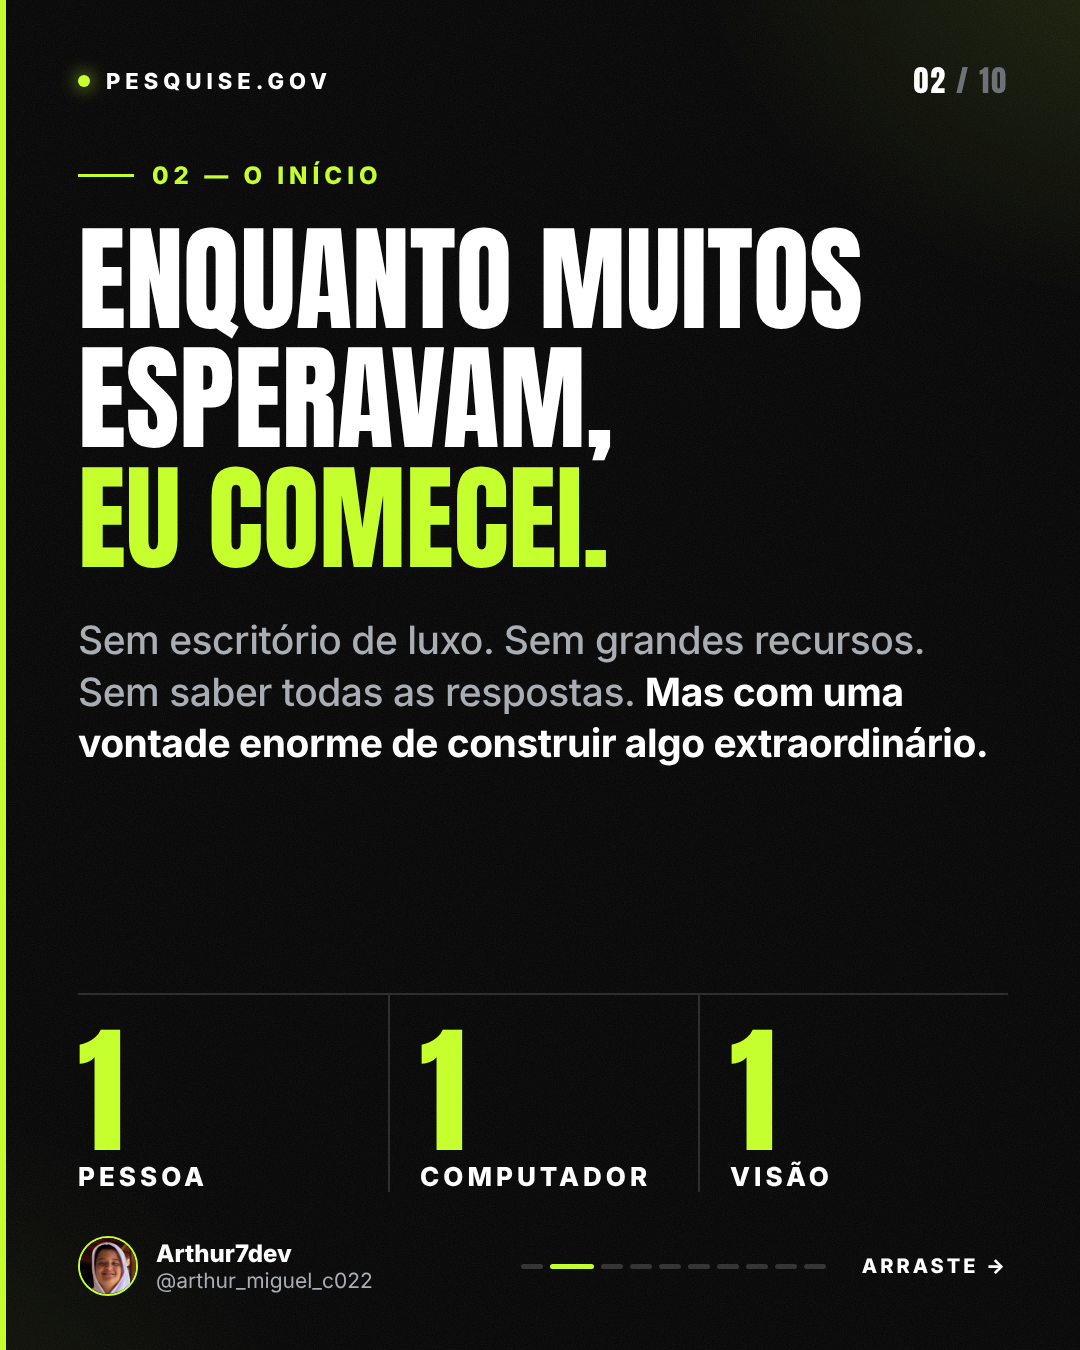 PESQUISE.GOV
02 / 10
02 — O INÍCIO
ENQUANTO MUITOS
ESPERAVAM,
EU COMECEI.
Sem escritório de luxo. Sem grandes recursos.
Sem saber todas as respostas. Mas com uma
vontade enorme de construir algo extraordinário.
1
PESSOA
1
COMPUTADOR
1
VISÃO
Arthur7dev
@arthur_miguel_c022
ARRASTE →